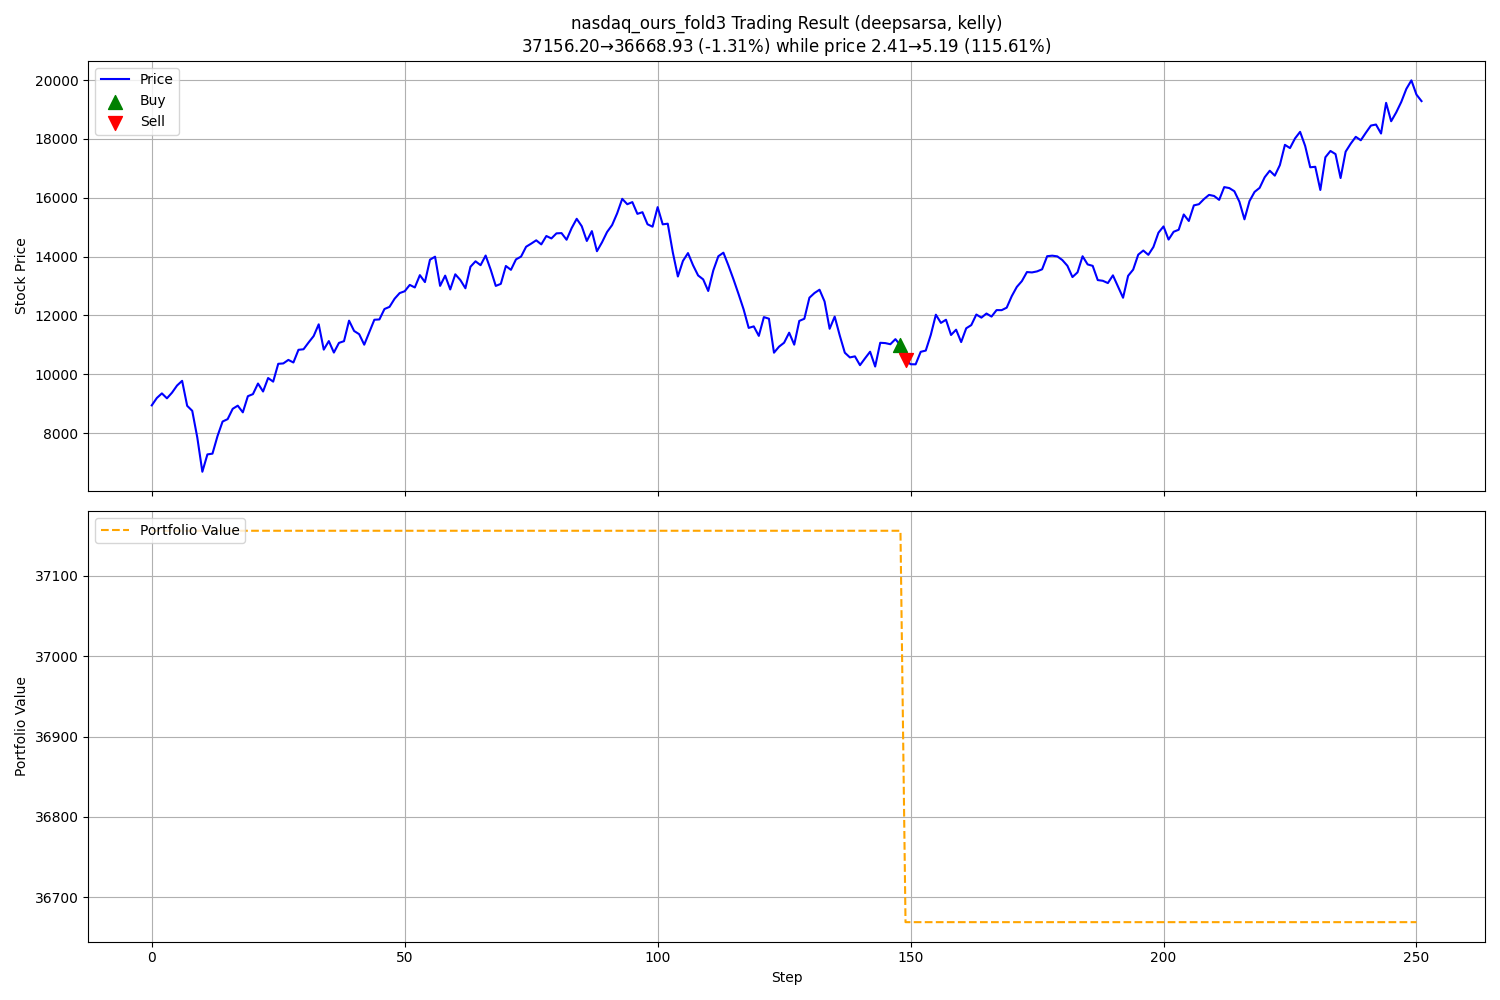 nasdaq_ours_fold3 Trading Result (deepsarsa, kelly)
37156.20→36668.93 (-1.31%) while price 2.41→5.19 (115.61%)
Price
Buy
Sell
Stock Price
20000
18000
16000
14000
12000
10000
8000
Portfolio Value
Portfolio Value
37100
37000
36900
36800
36700
0
50
100
150
200
250
Step